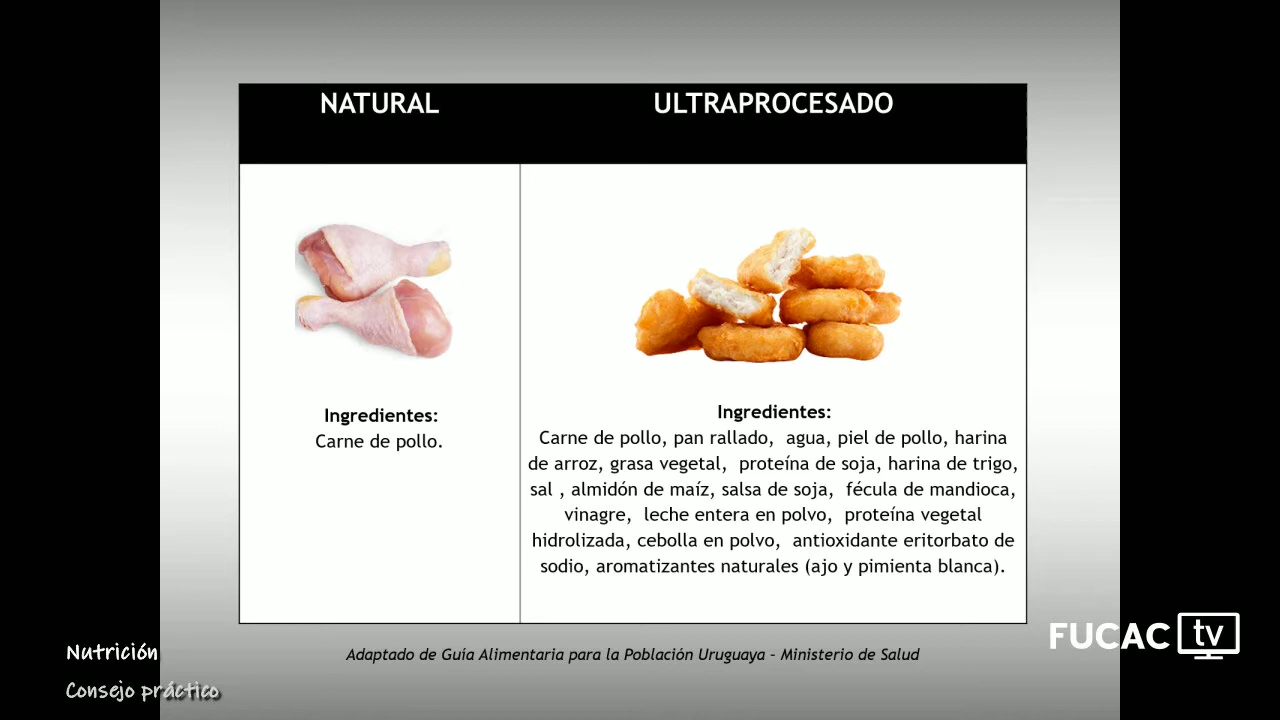 NATURAL
ULTRAPROCESADO
Ingredientes:
Carne de pollo.
Ingredientes:
Carne de pollo, pan rallado, agua, piel de pollo, harina
de arroz, grasa vegetal, proteína de soja, harina de trigo,
sal , almidón de maíz, salsa de soja, fécula de mandioca,
vinagre, leche entera en polvo, proteína vegetal
hidrolizada, cebolla en polvo, antioxidante eritorbato de
sodio, aromatizantes naturales (ajo y pimienta blanca).
Adaptado de Guía Alimentaria para la Población Uruguaya - Ministerio de Salud
Nutrición
Consejo práctico
FUCAC tv